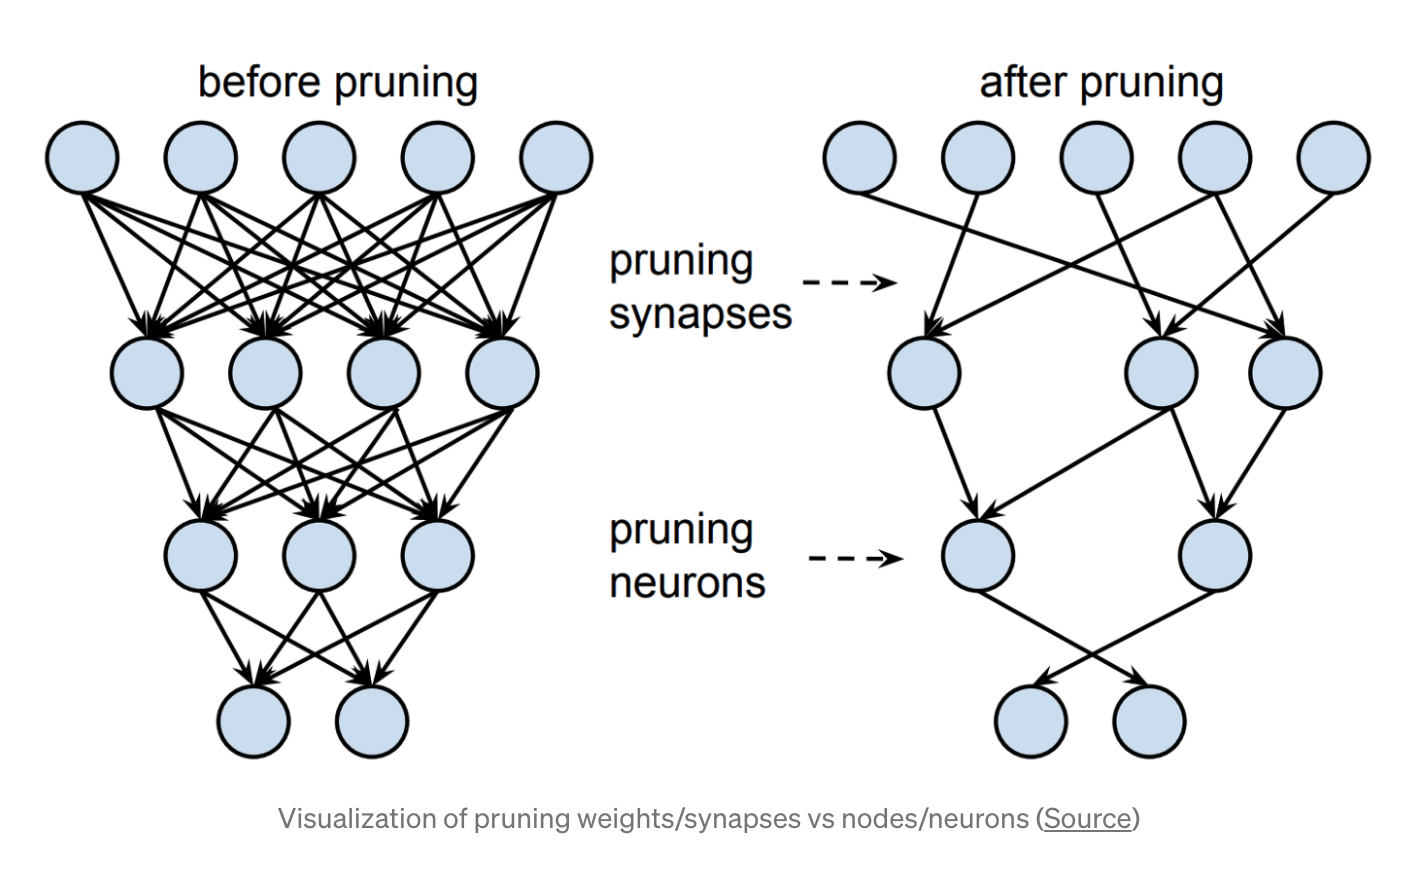 before pruning
after pruning
pruning
synapses
pruning
neurons
Visualization of pruning weights/synapses vs nodes/neurons (Source)